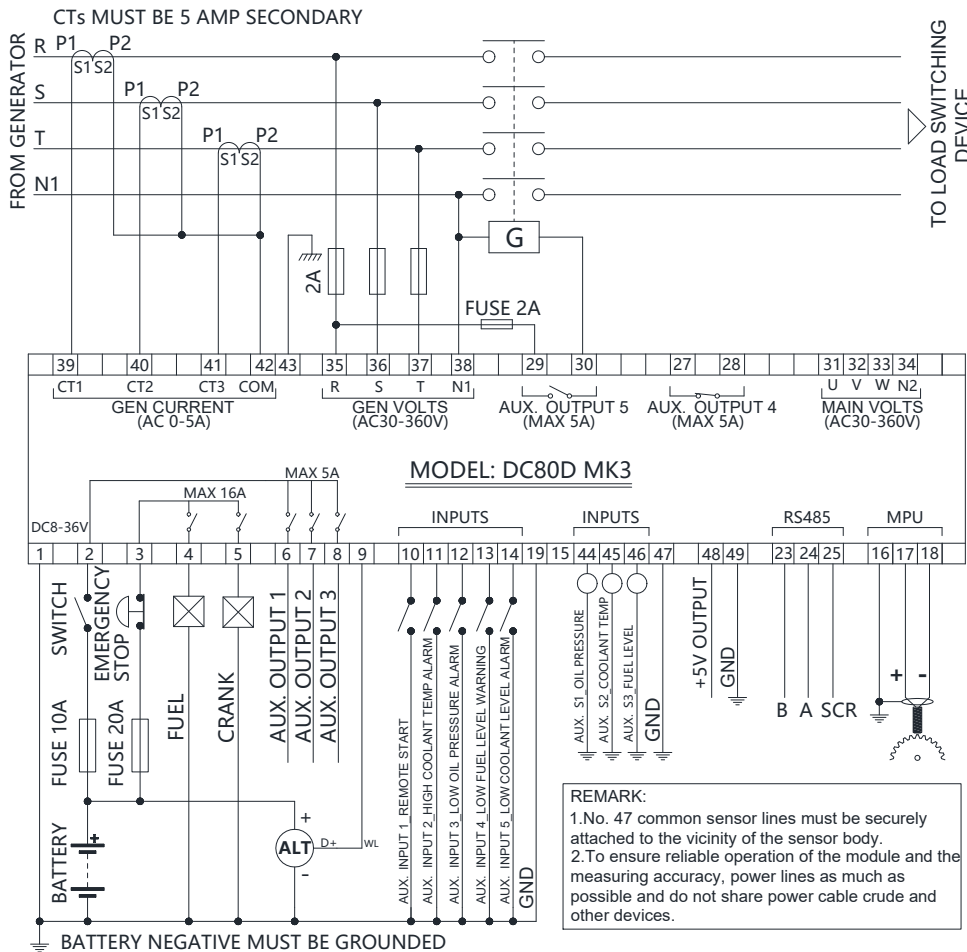 CTs MUST BE 5 AMP SECONDARY
FROM GENERATOR
R P1 P2
S1 S2
S P1 P2
S1 S2
T P1 P2
S1 S2
N1
TO LOAD SWITCHING
DEVICE
G
2A
FUSE 2A
39 40 41 42 43 35 36 37 38 29 30 27 28 31 32 33 34
CT1 CT2 CT3 COM R S T N1 U V W N2
GEN CURRENT
(AC 0-5A)
GEN VOLTS
(AC30-360V)
AUX. OUTPUT 5
(MAX 5A)
AUX. OUTPUT 4
(MAX 5A)
MAIN VOLTS
(AC30-360V)
MODEL: DC80D MK3
MAX 5A
MAX 16A
DC8-36V
INPUTS
INPUTS
RS485
MPU
1 2 3 4 5 6 7 8 9 10 11 12 13 14 19 15 44 45 46 47 48 49 23 24 25 16 17 18
SWITCH
EMERGENCY
STOP
FUSE 10A
FUSE 20A
FUEL
CRANK
AUX. OUTPUT 1
AUX. OUTPUT 2
AUX. OUTPUT 3
BATTERY
+
+
ALT
D+
WL
-
AUX. INPUT 1_REMOTE START
AUX. INPUT 2_HIGH COOLANT TEMP ALARM
AUX. INPUT 3_LOW OIL PRESSURE ALARM
AUX. INPUT 4_LOW FUEL LEVEL WARNING
AUX. INPUT 5_LOW COOLANT LEVEL ALARM
GND
AUX. S1_OIL PRESSURE
AUX. S2_COOLANT TEMP
AUX. S3_FUEL LEVEL
GND
+5V OUTPUT
GND
B A SCR
+ -
REMARK:
1.No. 47 common sensor lines must be securely
attached to the vicinity of the sensor body.
2.To ensure reliable operation of the module and the
measuring accuracy, power lines as much as
possible and do not share power cable crude and
other devices.
BATTERY NEGATIVE MUST BE GROUNDED